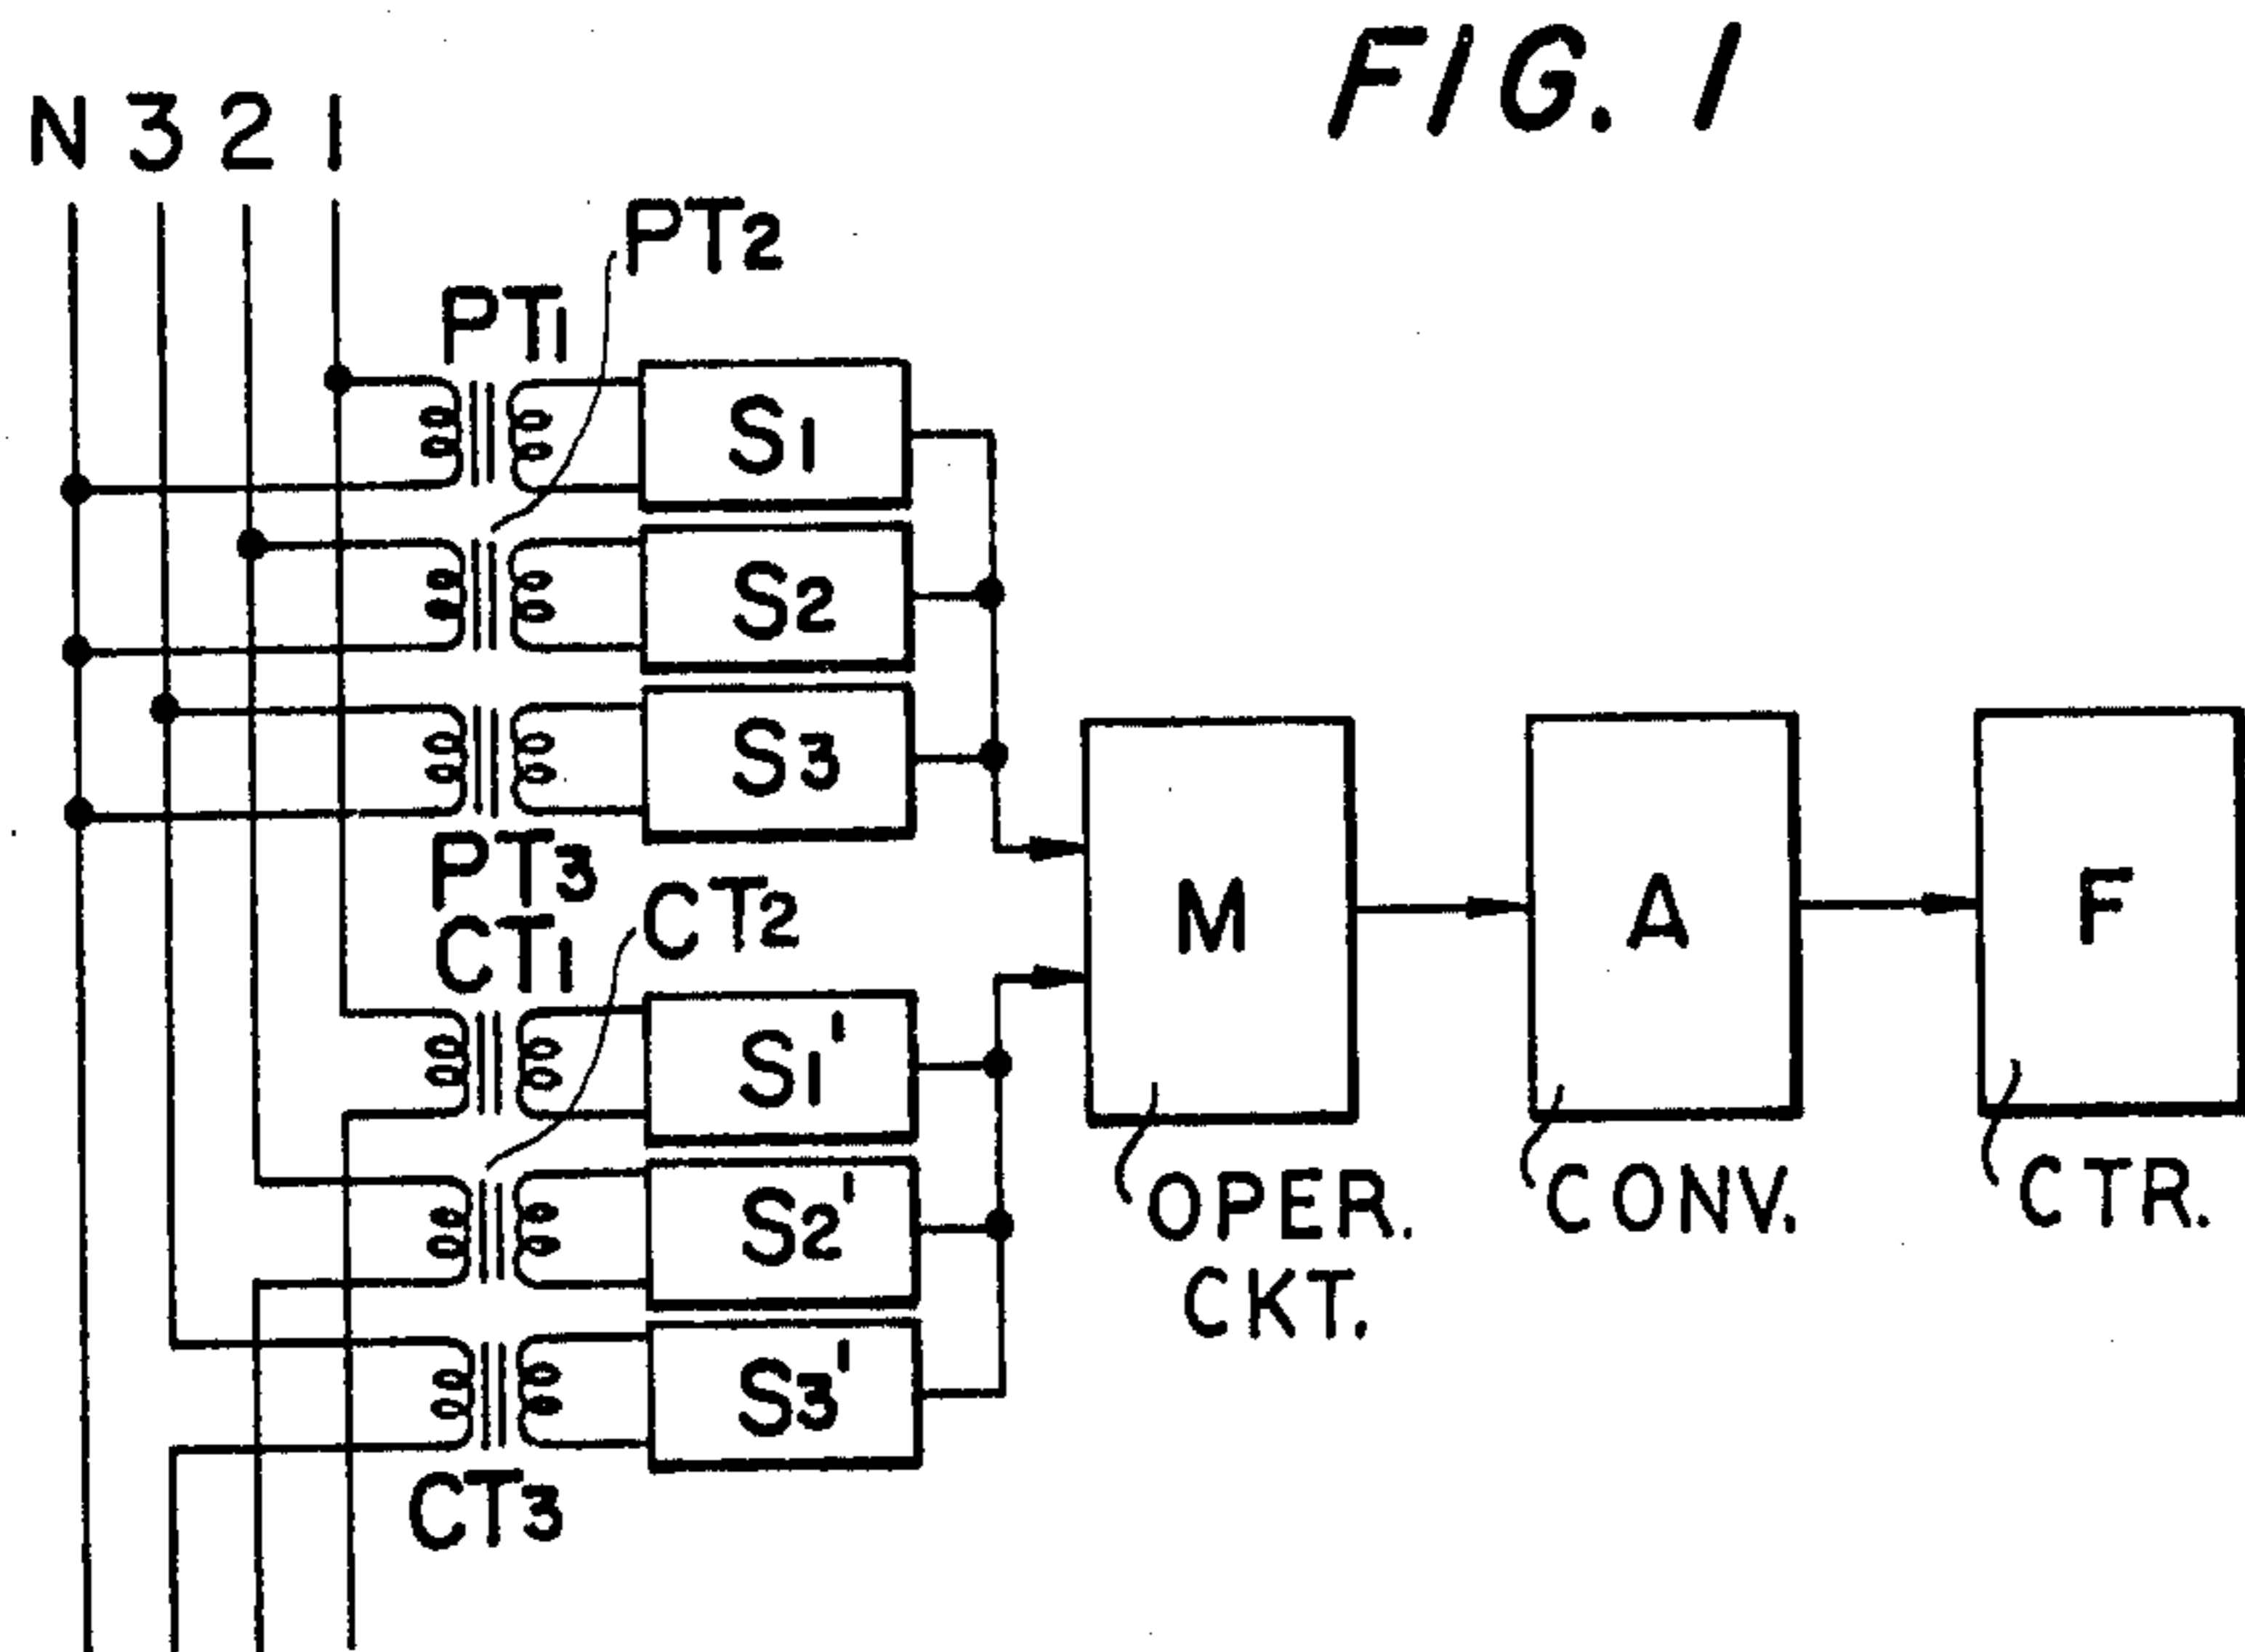 FIG. 1
N 3 2 1
PT2
PT1
S1
S2
S3
PT3
CT2
CT1
M
A
F
S1'
S2'
S3'
OPER.
CKT.
CONV.
CTR.
CT3